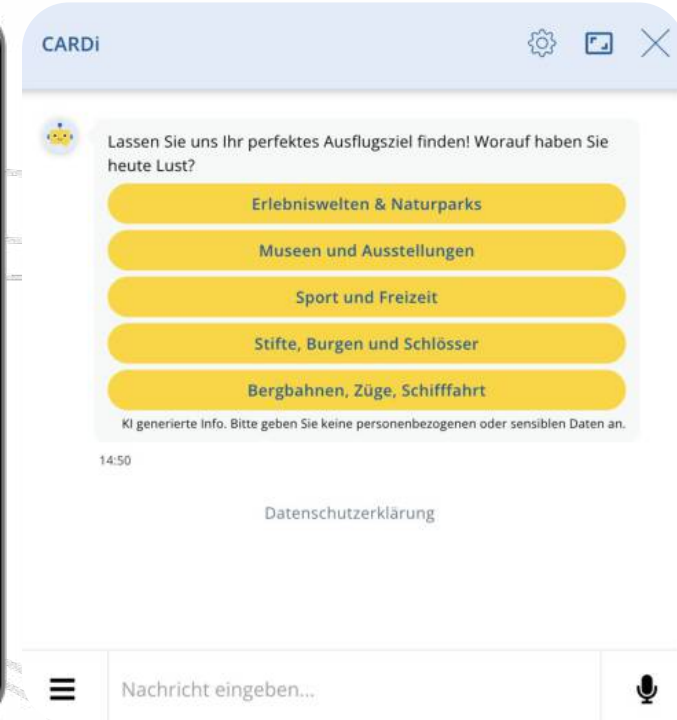 CARDi
Lassen Sie uns Ihr perfektes Ausflugsziel finden! Worauf haben Sie
heute Lust?
Erlebniswelten & Naturparks
Museen und Ausstellungen
Sport und Freizeit
Stifte, Burgen und Schlösser
Bergbahnen, Züge, Schifffahrt
KI generierte Info. Bitte geben Sie keine personenbezogenen oder sensiblen Daten an.
14:50
Datenschutzerklärung
Nachricht eingeben...